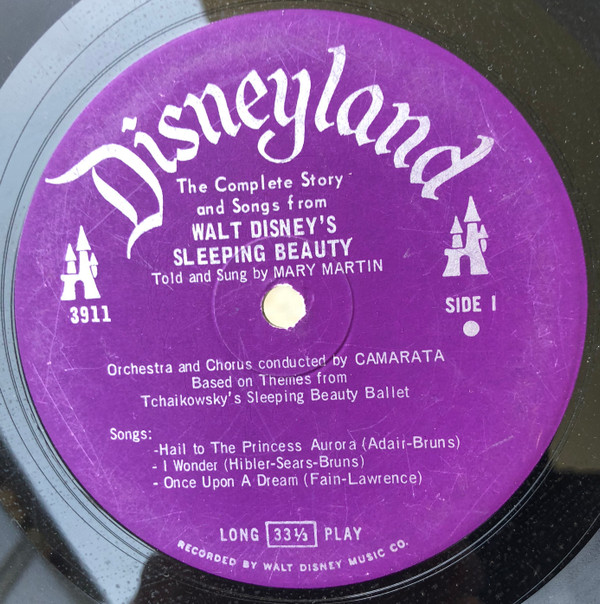 Disneyland
The Complete Story
and Songs from
WALT DISNEY'S
SLEEPING BEAUTY
Told and Sung by MARY MARTIN
3911
SIDE 1
Orchestra and Chorus conducted by CAMARATA
Based on Themes from
Tchaikowsky's Sleeping Beauty Ballet
Songs:
-Hail to The Princess Aurora (Adair-Bruns)
- I Wonder (Hibler-Sears-Bruns)
- Once Upon A Dream (Fain-Lawrence)
LONG 33⅓ PLAY
RECORDED BY WALT DISNEY MUSIC CO.